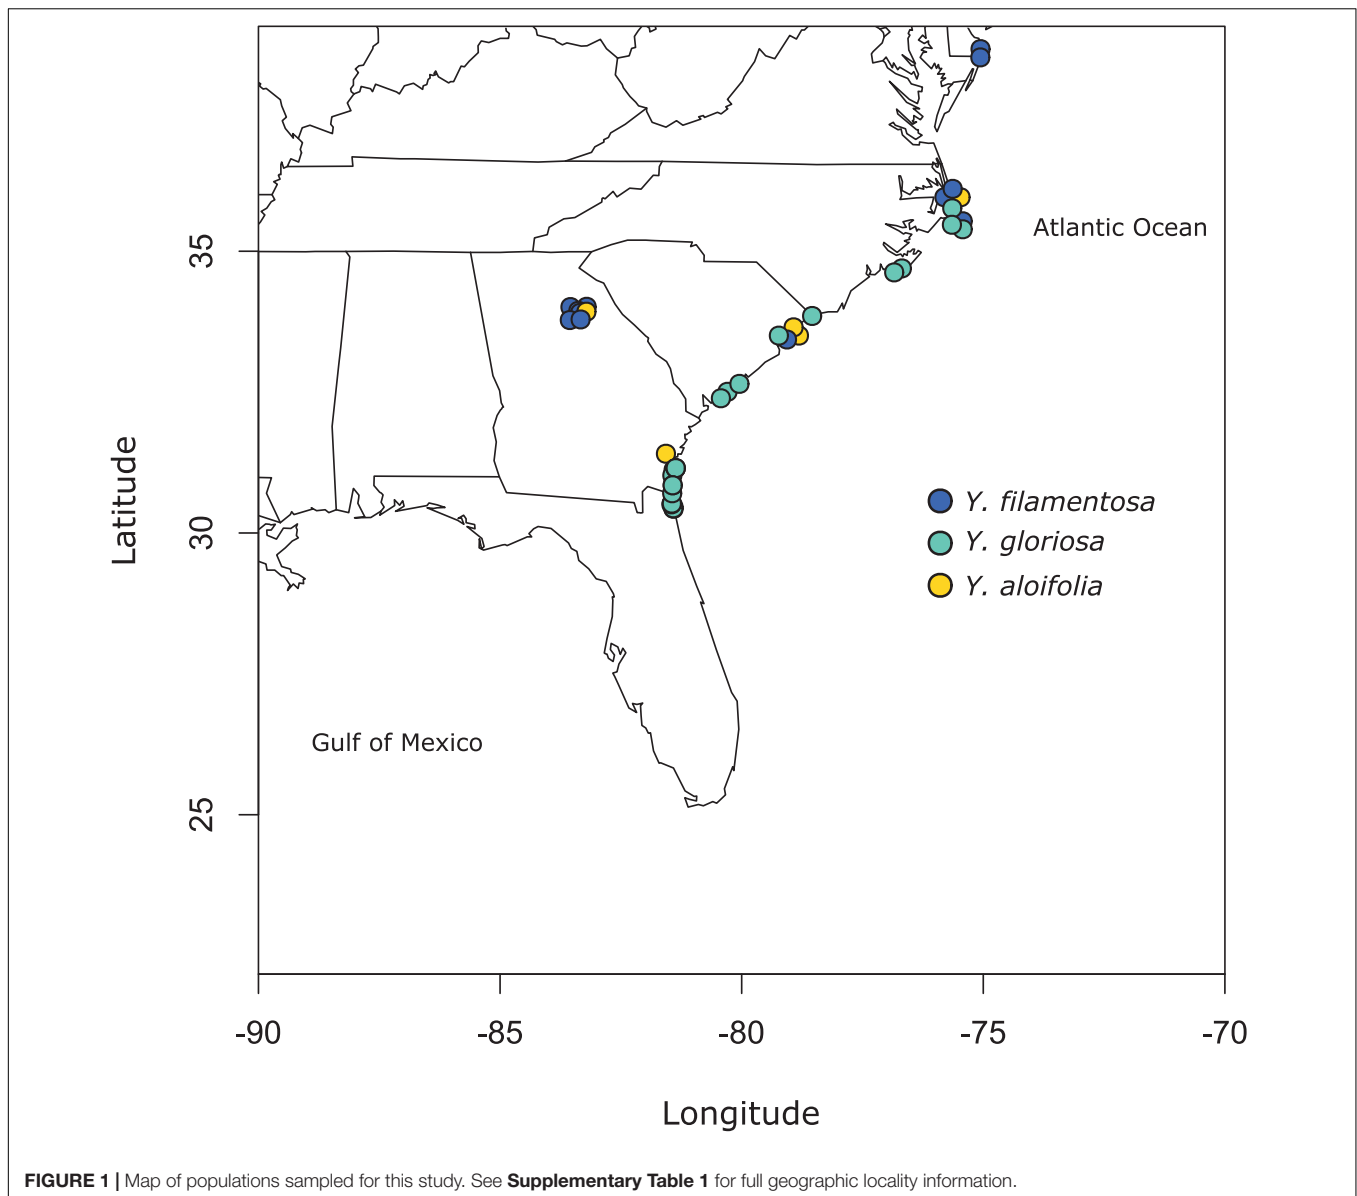 Atlantic Ocean
35
Latitude
Y. filamentosa
30
Y. gloriosa
Y. aloifolia
Gulf of Mexico
25
-90 -85 -80 -75 -70
Longitude
FIGURE 1 | Map of populations sampled for this study. See Supplementary Table 1 for full geographic locality information.